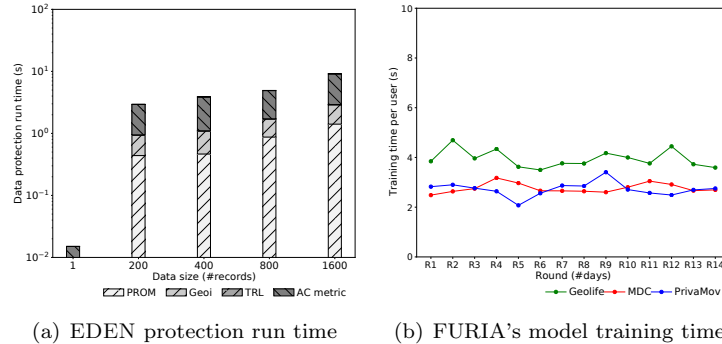 10²
10¹
10⁰
10⁻¹
10⁻²
Data protection run time (s)
1
200
400
800
1600
Data size (#records)
PROM
Geoi
TRL
AC metric
(a) EDEN protection run time
10
8
6
4
2
0
Training time per user (s)
R1 R2 R3 R4 R5 R6 R7 R8 R9 R10 R11 R12 R13 R14
Round (#days)
Geolife
MDC
PrivaMov
(b) FURIA's model training time